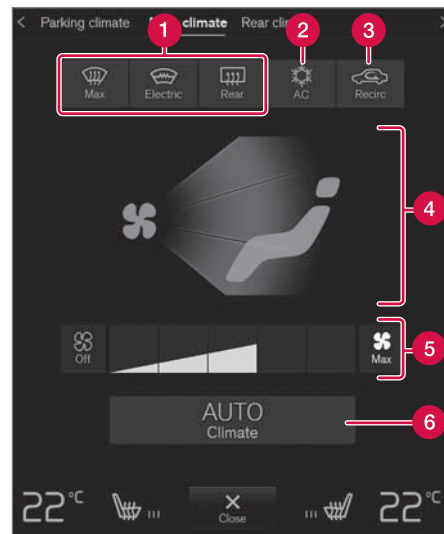 Parking climate climate Rear
1 2 3
Max Electric Rear AC Recirc
4
Off Max 5
AUTO 6
Climate
22°C Close 22°C